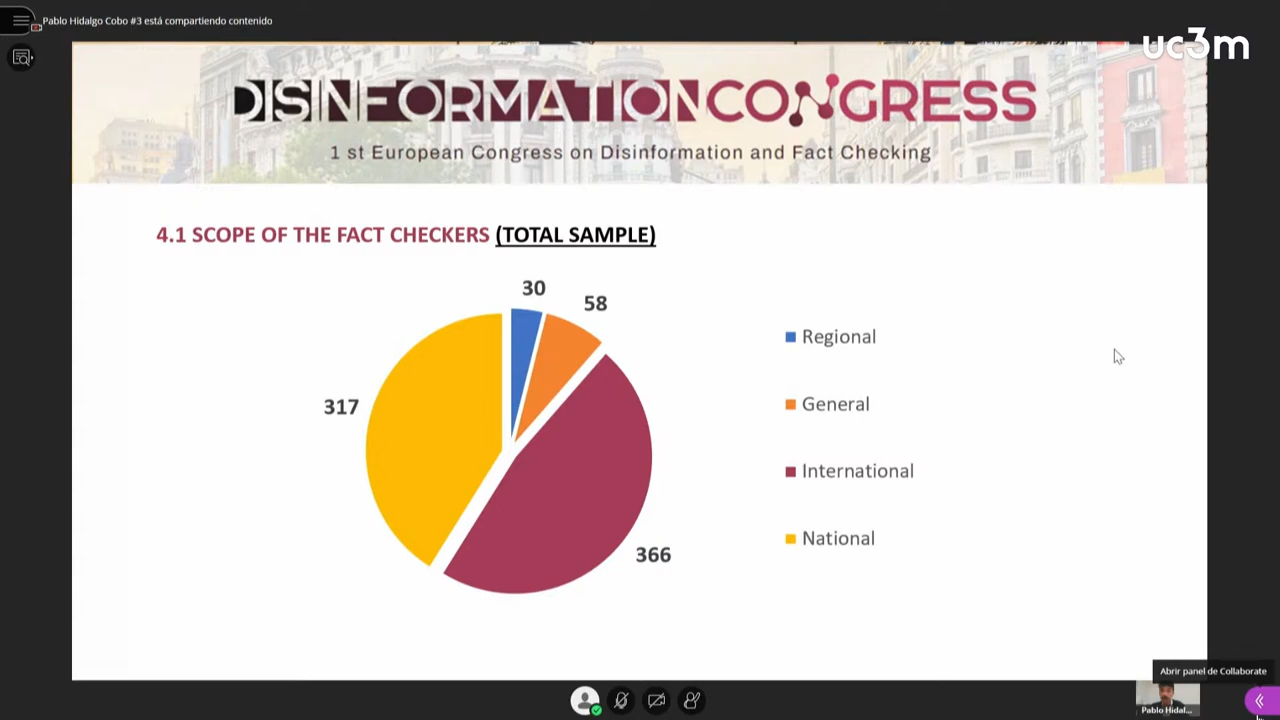 Pablo Hidalgo Cobo #3 está compartiendo contenido
uc3m
DISINFORMATIONCONGRESS
1 st European Congress on Disinformation and Fact Checking
4.1 SCOPE OF THE FACT CHECKERS (TOTAL SAMPLE)
30
58
317
366
Regional
General
International
National
Abrir panel de Collaborate
Pablo Hidal...